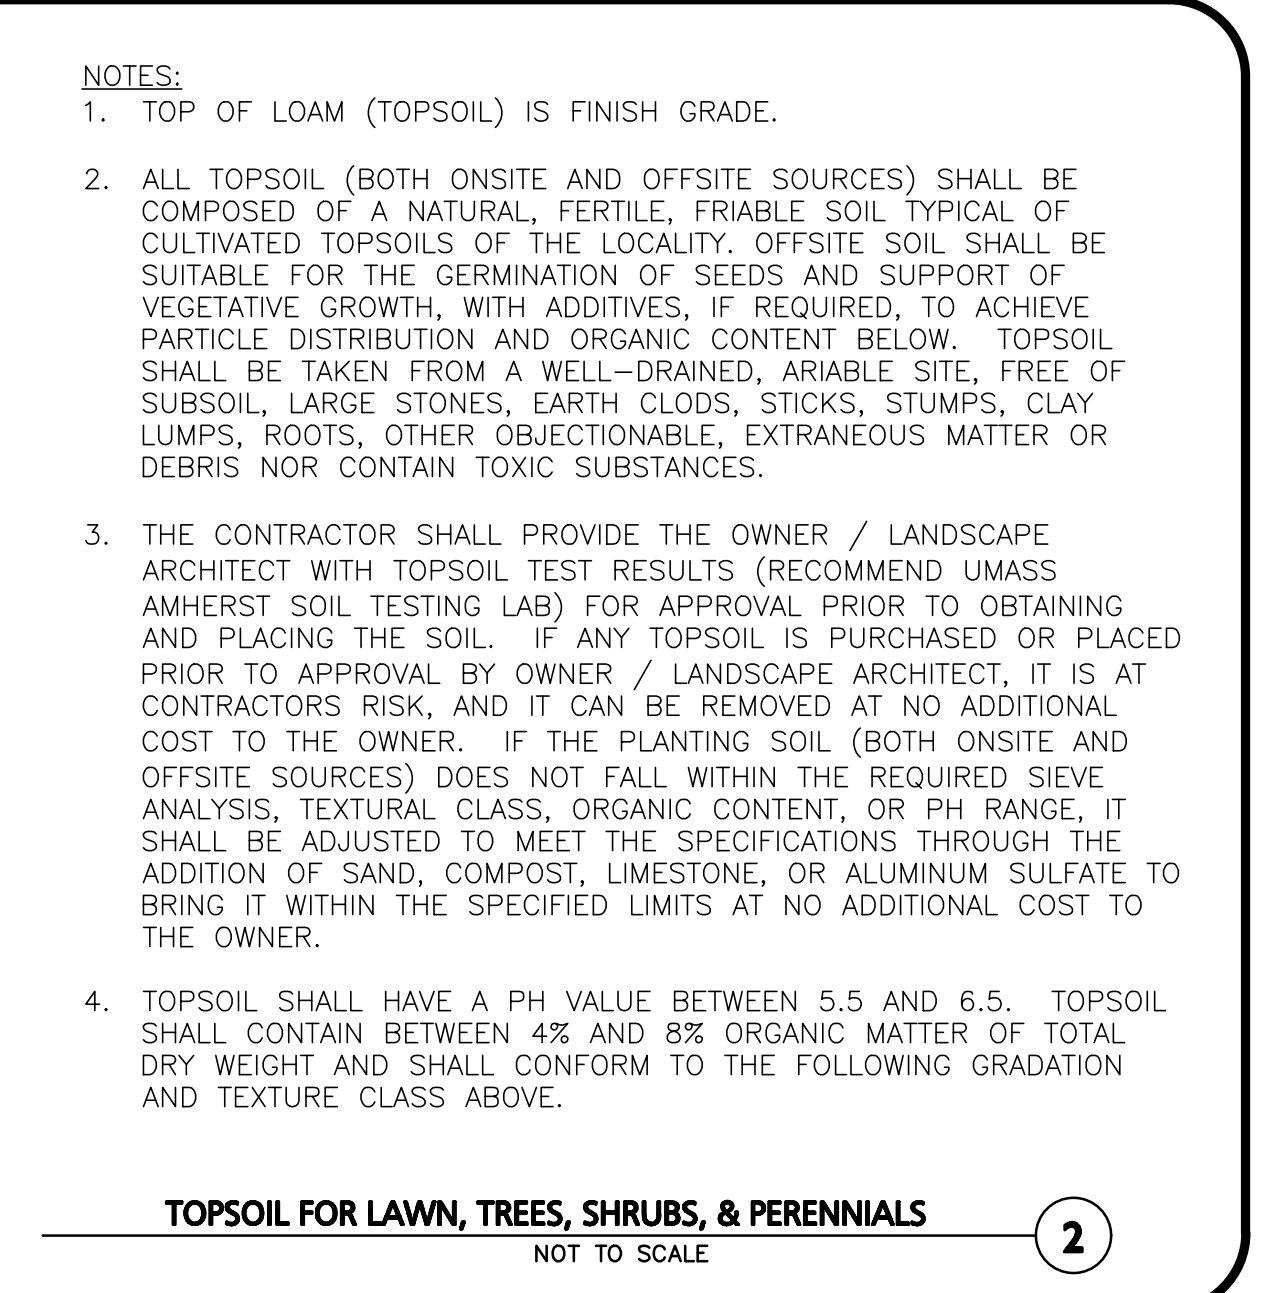 NOTES:
1. TOP OF LOAM (TOPSOIL) IS FINISH GRADE.
2. ALL TOPSOIL (BOTH ONSITE AND OFFSITE SOURCES) SHALL BE
COMPOSED OF A NATURAL, FERTILE, FRIABLE SOIL TYPICAL OF
CULTIVATED TOPSOILS OF THE LOCALITY. OFFSITE SOIL SHALL BE
SUITABLE FOR THE GERMINATION OF SEEDS AND SUPPORT OF
VEGETATIVE GROWTH, WITH ADDITIVES, IF REQUIRED, TO ACHIEVE
PARTICLE DISTRIBUTION AND ORGANIC CONTENT BELOW. TOPSOIL
SHALL BE TAKEN FROM A WELL-DRAINED, ARIABLE SITE, FREE OF
SUBSOIL, LARGE STONES, EARTH CLODS, STICKS, STUMPS, CLAY
LUMPS, ROOTS, OTHER OBJECTIONABLE, EXTRANEOUS MATTER OR
DEBRIS NOR CONTAIN TOXIC SUBSTANCES.
3. THE CONTRACTOR SHALL PROVIDE THE OWNER / LANDSCAPE
ARCHITECT WITH TOPSOIL TEST RESULTS (RECOMMEND UMASS
AMHERST SOIL TESTING LAB) FOR APPROVAL PRIOR TO OBTAINING
AND PLACING THE SOIL. IF ANY TOPSOIL IS PURCHASED OR PLACED
PRIOR TO APPROVAL BY OWNER / LANDSCAPE ARCHITECT, IT IS AT
CONTRACTORS RISK, AND IT CAN BE REMOVED AT NO ADDITIONAL
COST TO THE OWNER. IF THE PLANTING SOIL (BOTH ONSITE AND
OFFSITE SOURCES) DOES NOT FALL WITHIN THE REQUIRED SIEVE
ANALYSIS, TEXTURAL CLASS, ORGANIC CONTENT, OR PH RANGE, IT
SHALL BE ADJUSTED TO MEET THE SPECIFICATIONS THROUGH THE
ADDITION OF SAND, COMPOST, LIMESTONE, OR ALUMINUM SULFATE TO
BRING IT WITHIN THE SPECIFIED LIMITS AT NO ADDITIONAL COST TO
THE OWNER.
4. TOPSOIL SHALL HAVE A PH VALUE BETWEEN 5.5 AND 6.5. TOPSOIL
SHALL CONTAIN BETWEEN 4% AND 8% ORGANIC MATTER OF TOTAL
DRY WEIGHT AND SHALL CONFORM TO THE FOLLOWING GRADATION
AND TEXTURE CLASS ABOVE.
TOPSOIL FOR LAWN, TREES, SHRUBS, & PERENNIALS
2
NOT TO SCALE